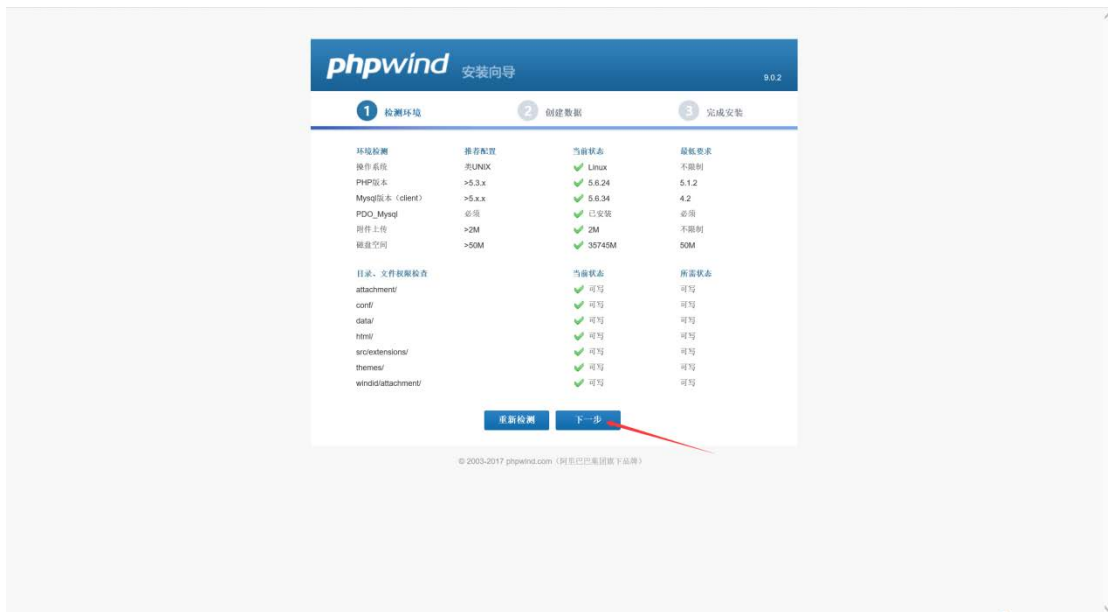 phpwind 安装向导 9.0.2
1 检测环境 2 创建数据 3 完成安装
环境检测 推荐配置 当前状态 最低要求
操作系统 类UNIX Linux 不限制
PHP版本 >5.3.x 5.6.24 5.1.2
Mysql版本（client） >5.x.x 5.6.34 4.2
PDO_Mysql 必须 已安装 必须
附件上传 >2M 2M 不限制
磁盘空间 >50M 35745M 50M
目录、文件权限检查 当前状态 所需状态
attachment/ 可写 可写
conf/ 可写 可写
data/ 可写 可写
html/ 可写 可写
src/extensions/ 可写 可写
themes/ 可写 可写
windid/attachment/ 可写 可写
重新检测 下一步
© 2003-2017 phpwind.com（阿里巴巴集团旗下品牌）